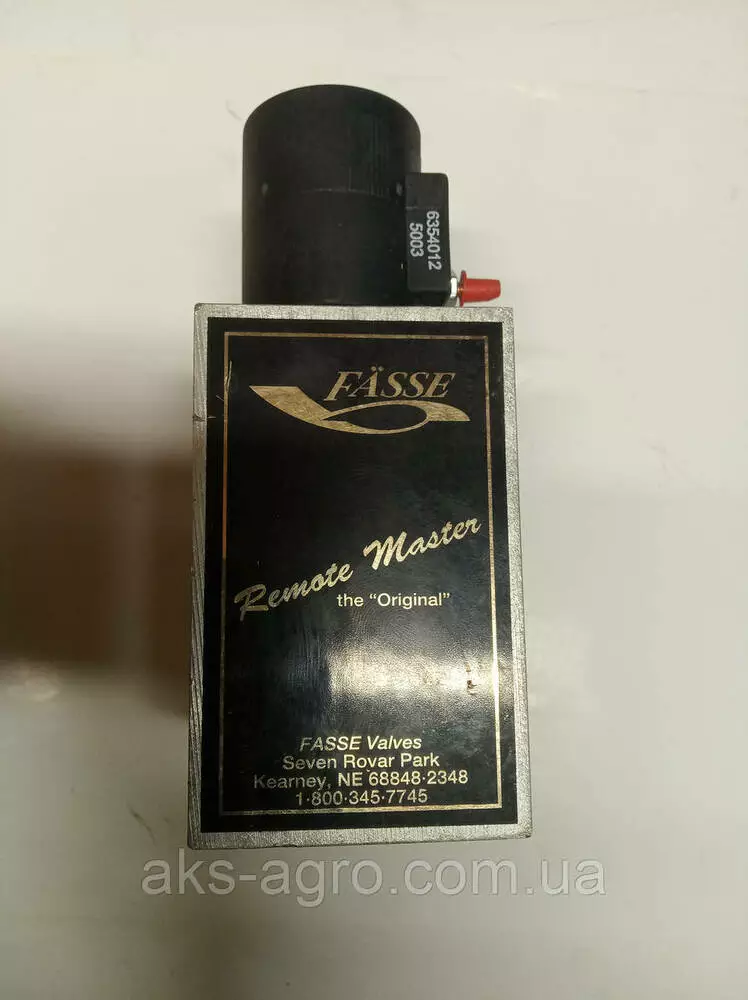 6354012
5003
FÄSSE
Remote Master
the "Original"
FASSE Valves
Seven Rovar Park
Kearney, NE 68848·2348
1·800·345·7745
aks-agro.com.ua